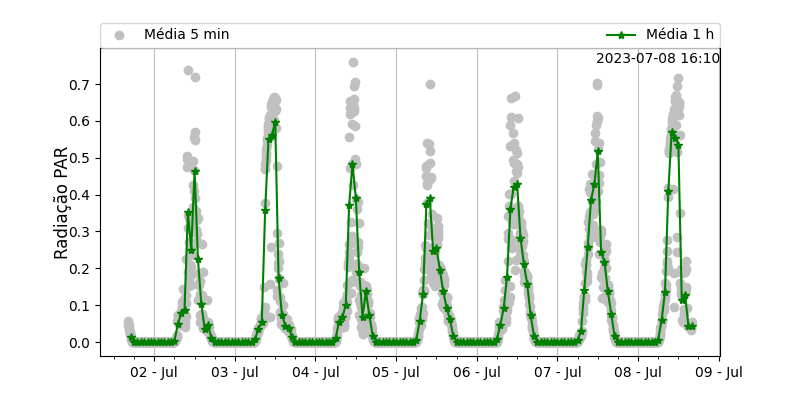 Média 5 min
Média 1 h
2023-07-08 16:10
Radiação PAR
0.7
0.6
0.5
0.4
0.3
0.2
0.1
0.0
02 - Jul
03 - Jul
04 - Jul
05 - Jul
06 - Jul
07 - Jul
08 - Jul
09 - Jul